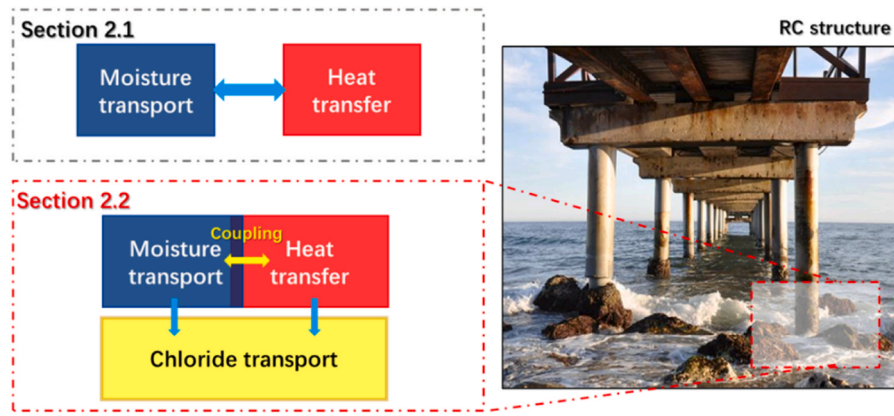 Section 2.1
RC structure
Moisture
transport
Heat
transfer
Section 2.2
Coupling
Moisture
transport
Heat
transfer
Chloride transport